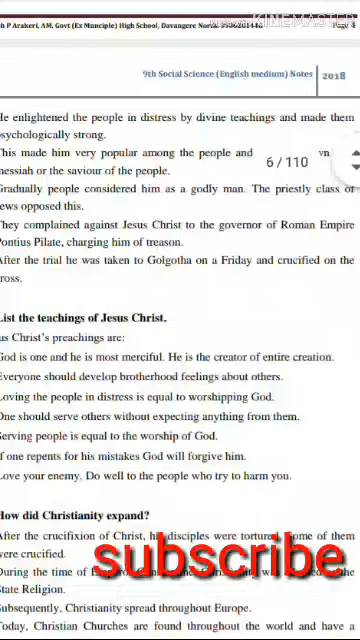 h P Arakeri, AM, Govt (Ex Munciple) High School, Davangere North.
KINEMASTER
Page 4
9th Social Science (English medium) Notes 2018
He enlightened the people in distress by divine teachings and made them
psychologically strong.
This made him very popular among the people and
6 / 110
messiah or the saviour of the people.
Gradually people considered him as a godly man. The priestly class of
ews opposed this.
They complained against Jesus Christ to the governor of Roman Empire
Pontius Pilate, charging him of treason.
After the trial he was taken to Golgotha on a Friday and crucified on the
ross.
List the teachings of Jesus Christ.
us Christ's preachings are:
God is one and he is most merciful. He is the creator of entire creation.
Everyone should develop brotherhood feelings about others.
Loving the people in distress is equal to worshipping God.
One should serve others without expecting anything from them.
Serving people is equal to the worship of God.
f one repents for his mistakes God will forgive him.
Love your enemy. Do well to the people who try to harm you.
How did Christianity expand?
After the crucifixion of Christ, his disciples were tortured. Some of them
were crucified.
subscribe
During the time of
State Religion.
Subsequently, Christianity spread throughout Europe.
Today, Christian Churches are found throughout the world and have a